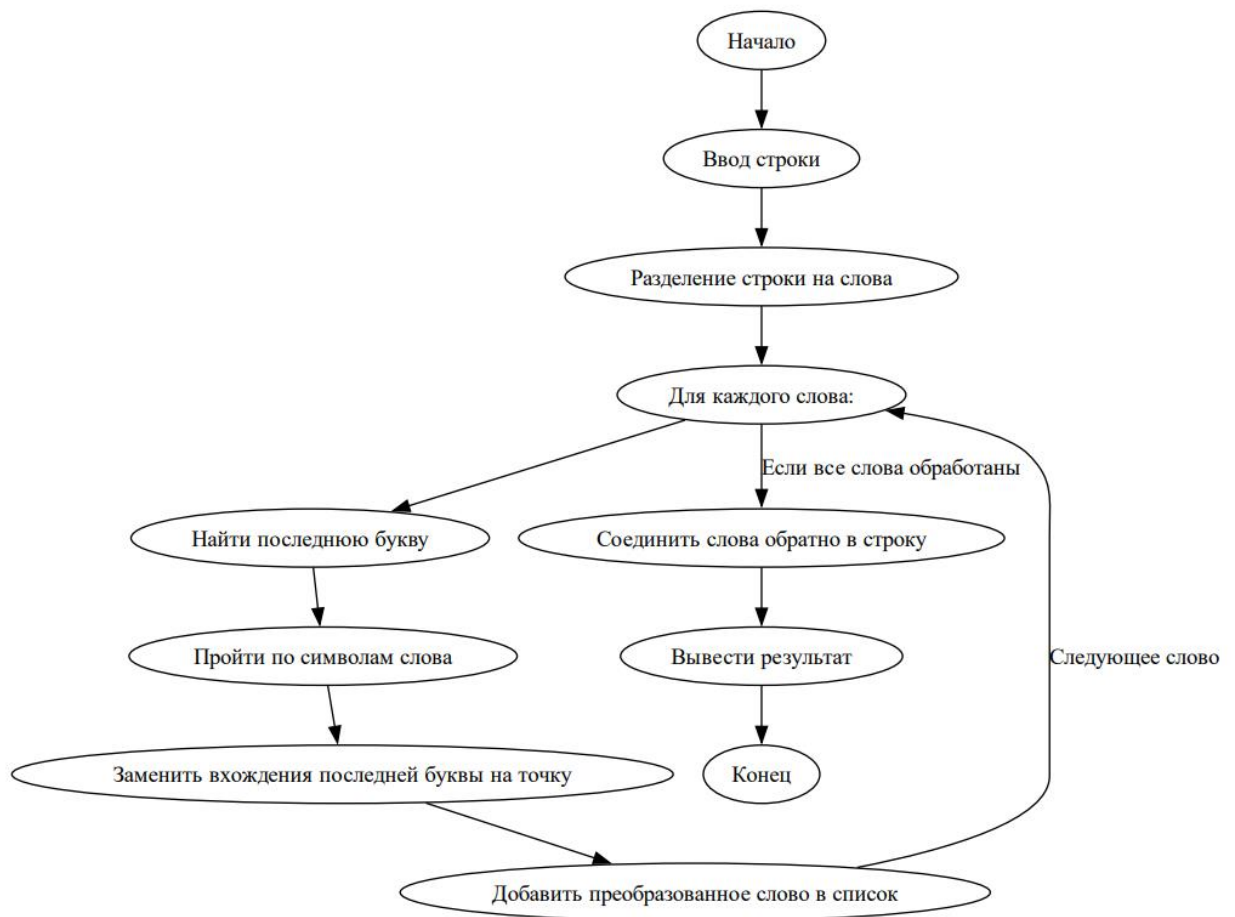 Начало
Ввод строки
Разделение строки на слова
Для каждого слова:
Если все слова обработаны
Найти последнюю букву
Соединить слова обратно в строку
Пройти по символам слова
Вывести результат
Следующее слово
Заменить вхождения последней буквы на точку
Конец
Добавить преобразованное слово в список